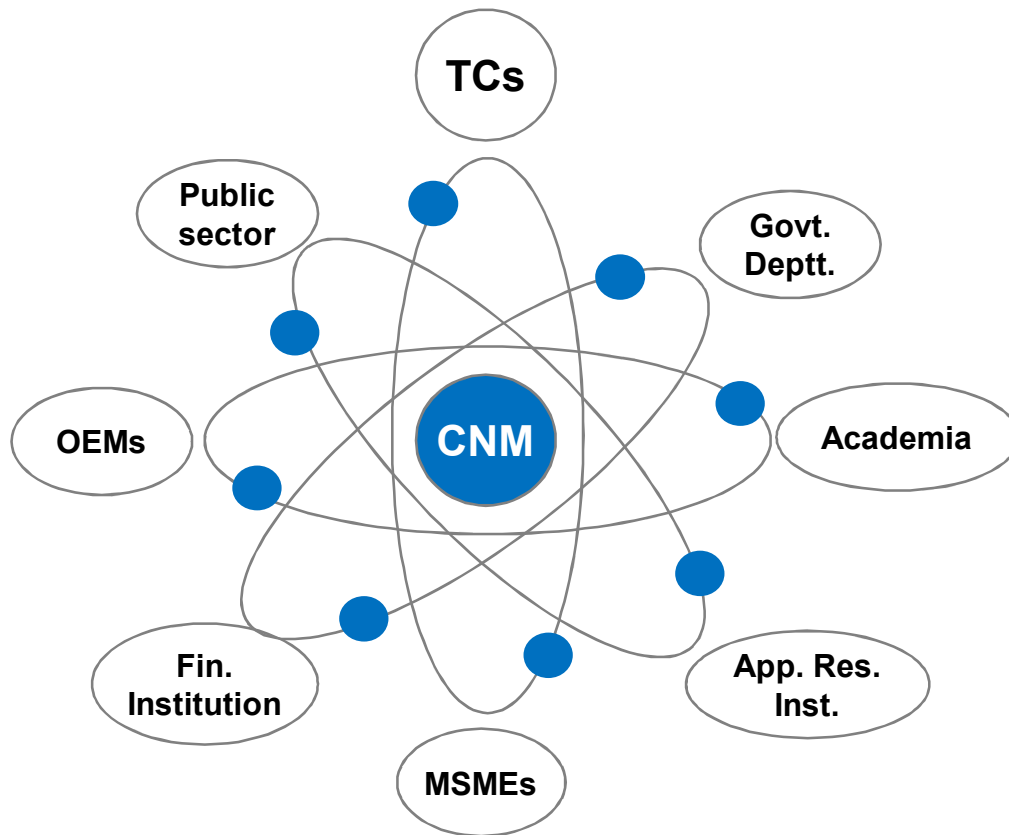 TCs
Public
sector
Govt.
Deptt.
OEMs
CNM
Academia
Fin.
Institution
App. Res.
Inst.
MSMEs